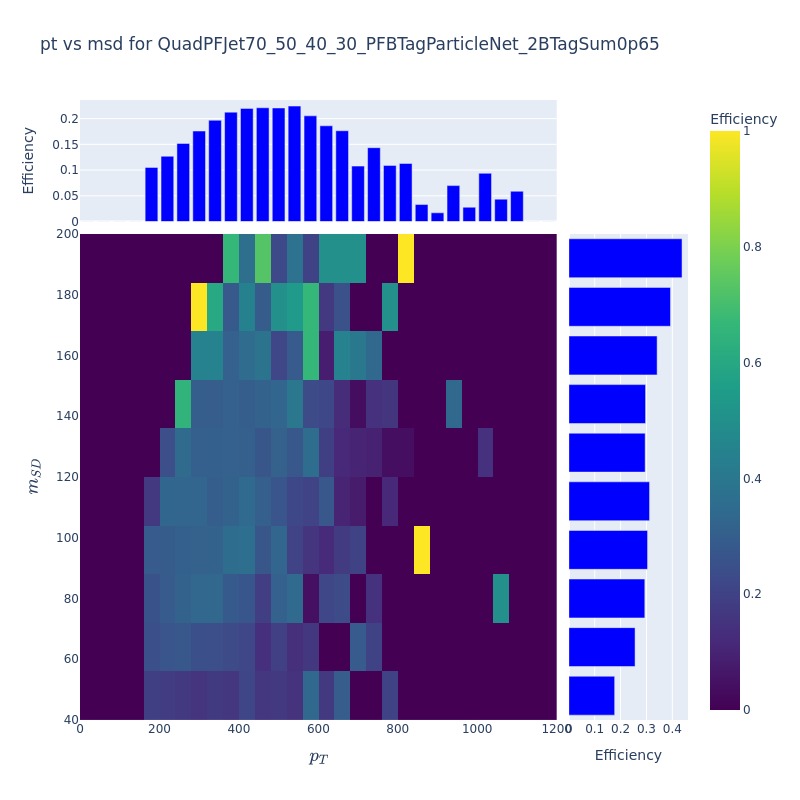 pt vs msd for QuadPFJet70_50_40_30_PFBTagParticleNet_2BTagSum0p65
Efficiency
0.2
0.15
0.1
0.05
0
Efficiency
1
0.8
0.6
0.4
0.2
0
200
180
160
140
120
100
80
60
40
m_SD
0 200 400 600 800 1000 1200
p_T
0 0.1 0.2 0.3 0.4
Efficiency